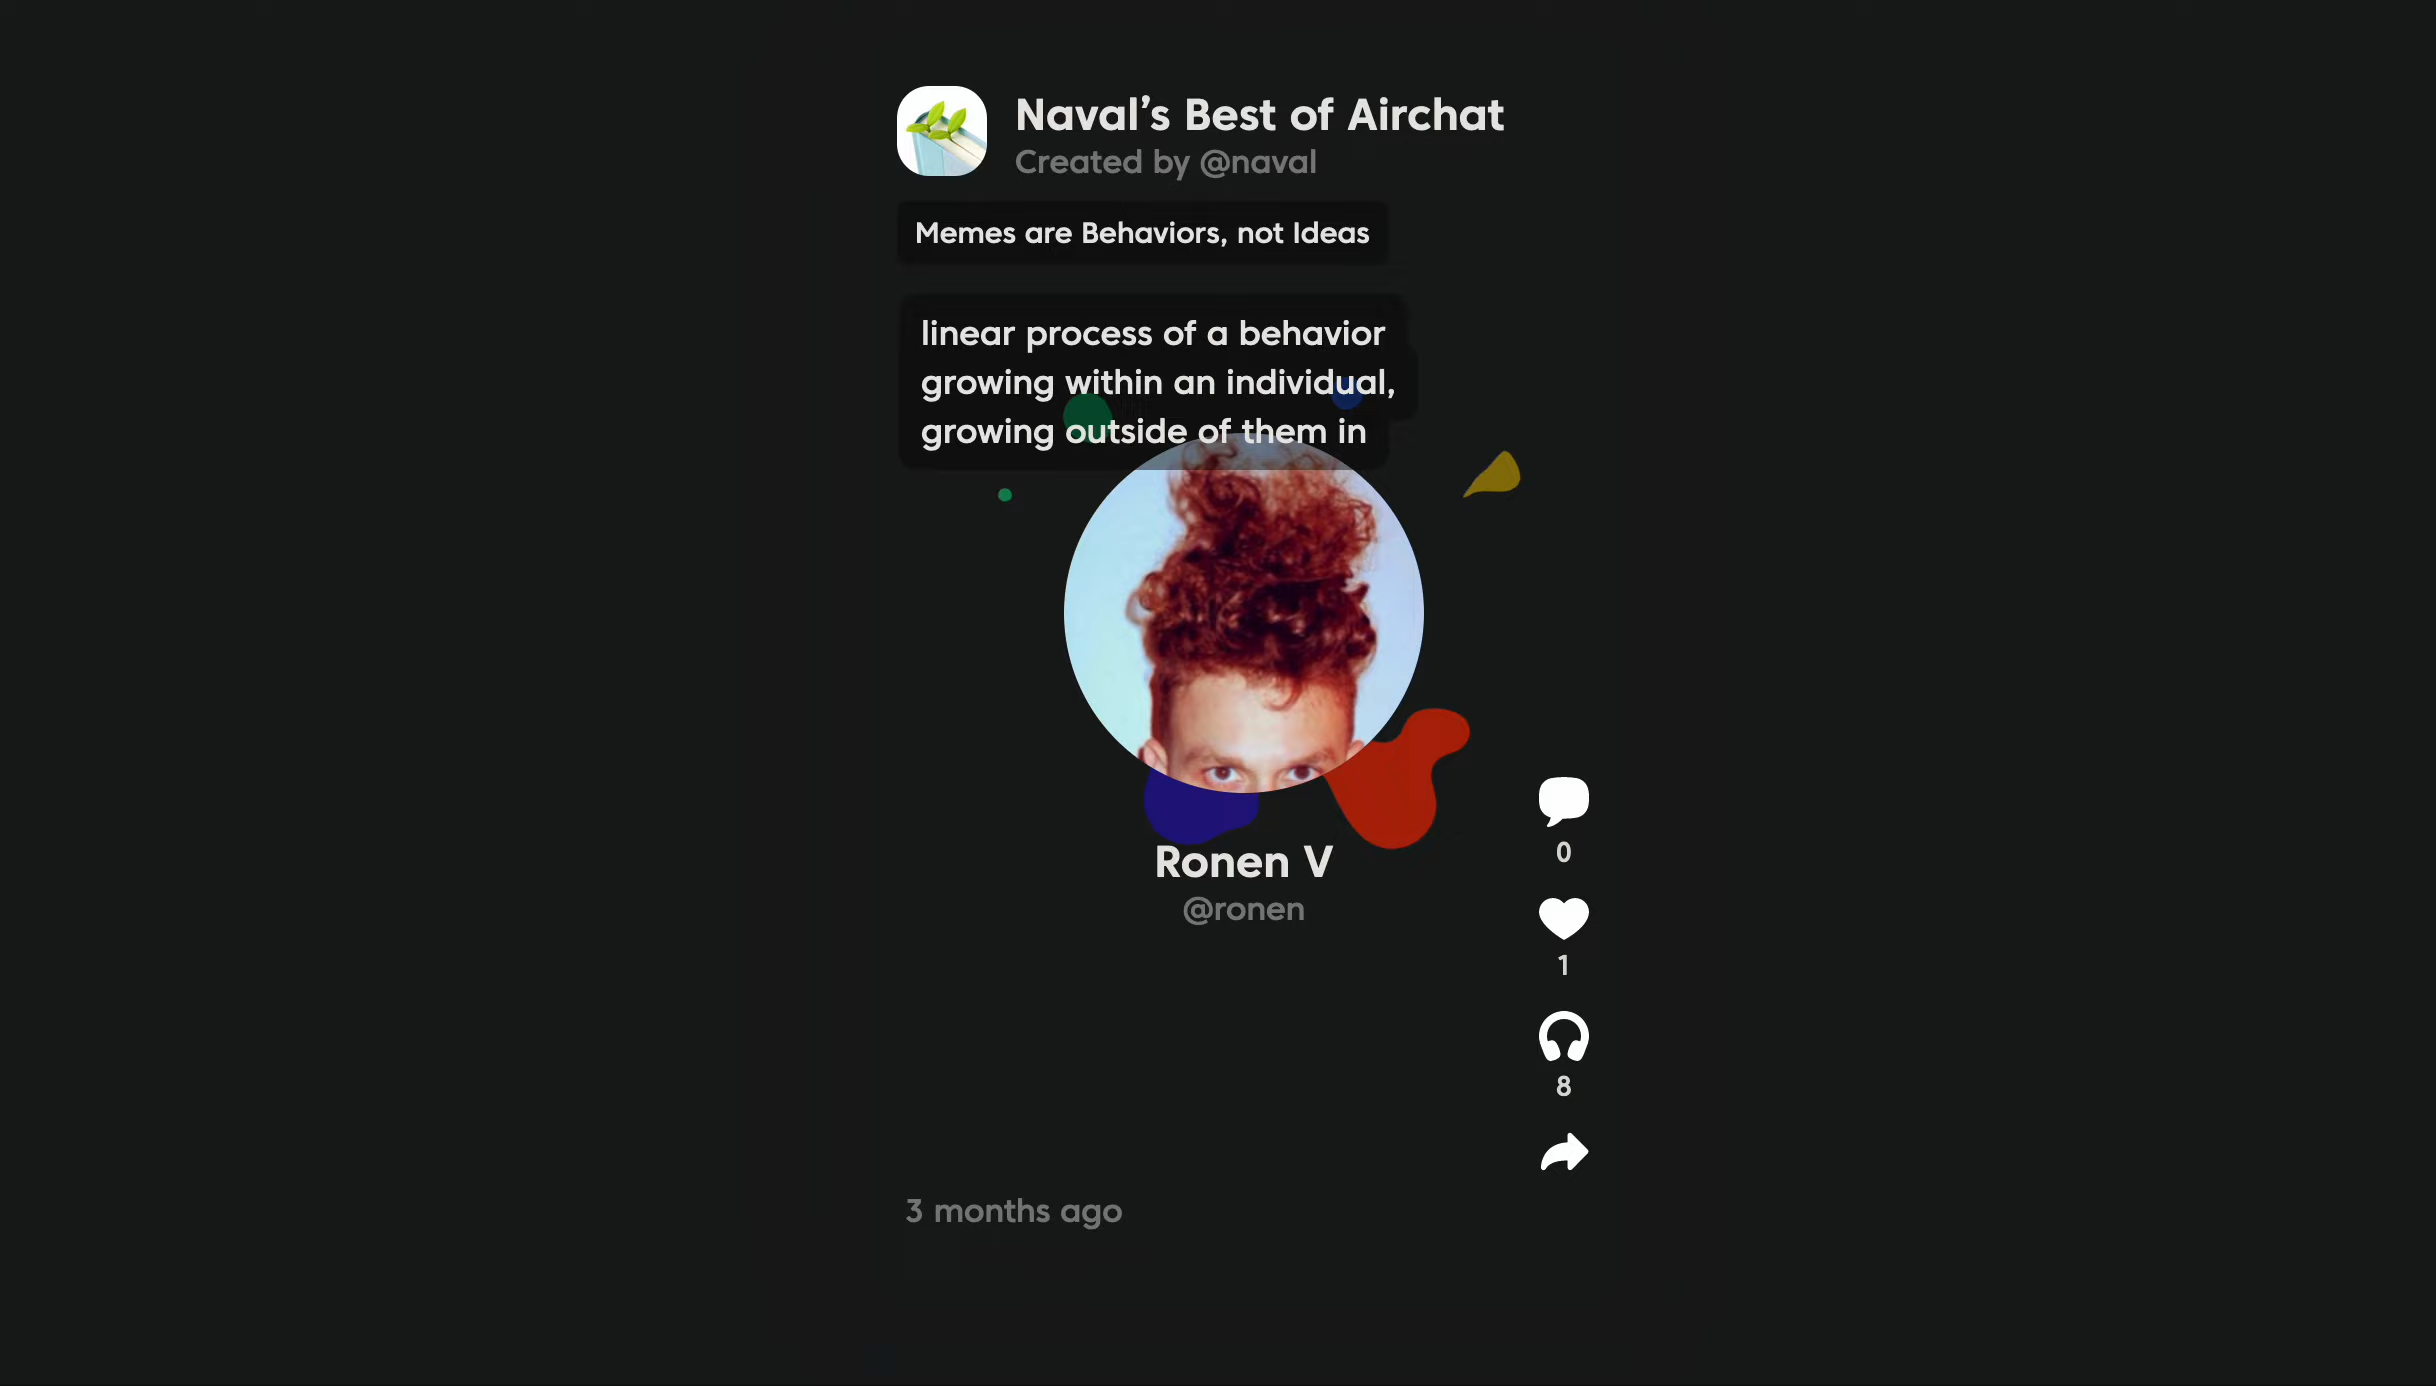 Naval’s Best of Airchat
Created by @naval
Memes are Behaviors, not Ideas
linear process of a behavior
growing within an individual,
growing outside of them in
Ronen V
@ronen
0
1
8
3 months ago